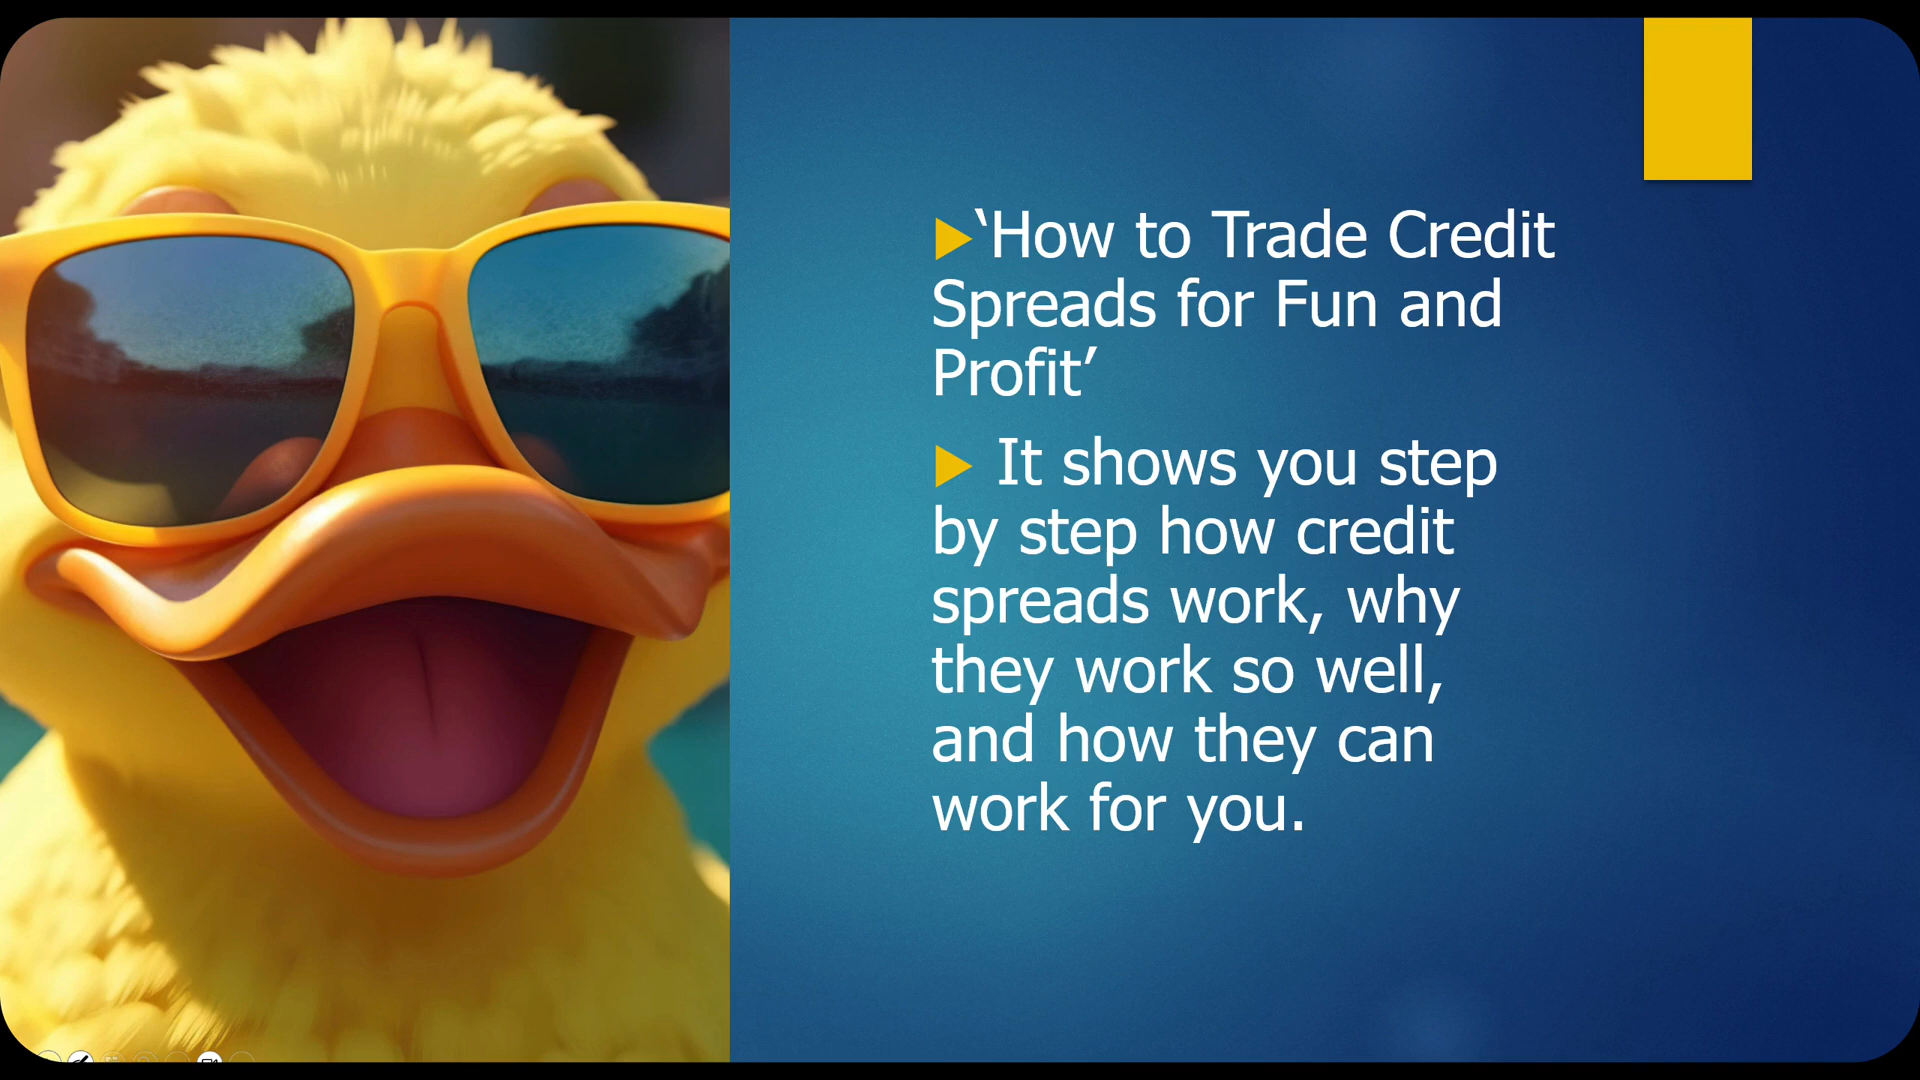 ‘How to Trade Credit
Spreads for Fun and
Profit’
It shows you step
by step how credit
spreads work, why
they work so well,
and how they can
work for you.